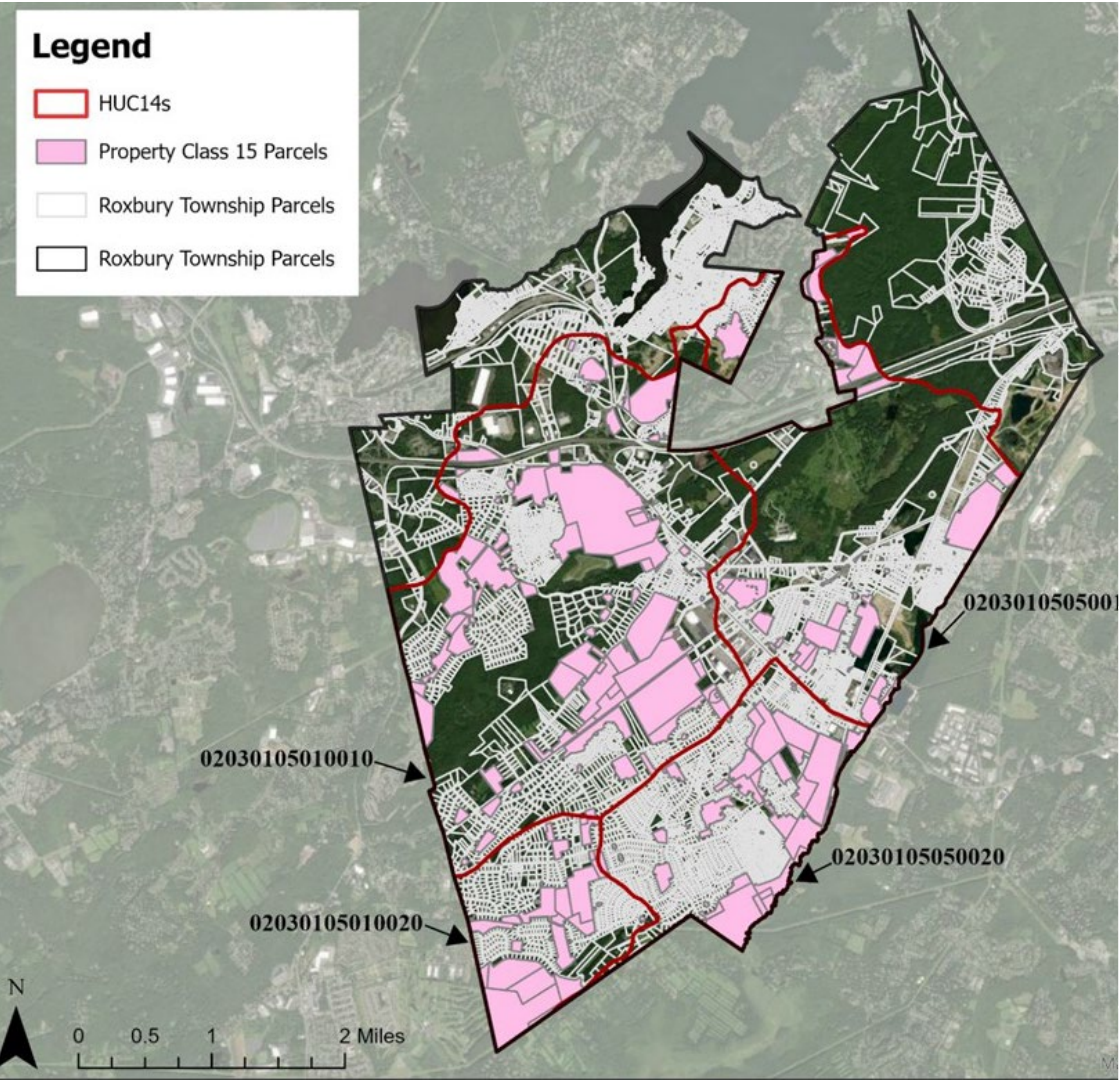 Legend
HUC14s
Property Class 15 Parcels
Roxbury Township Parcels
Roxbury Township Parcels
0203010505001
02030105010010
02030105050020
02030105010020
N
0 0.5 1 2 Miles
M